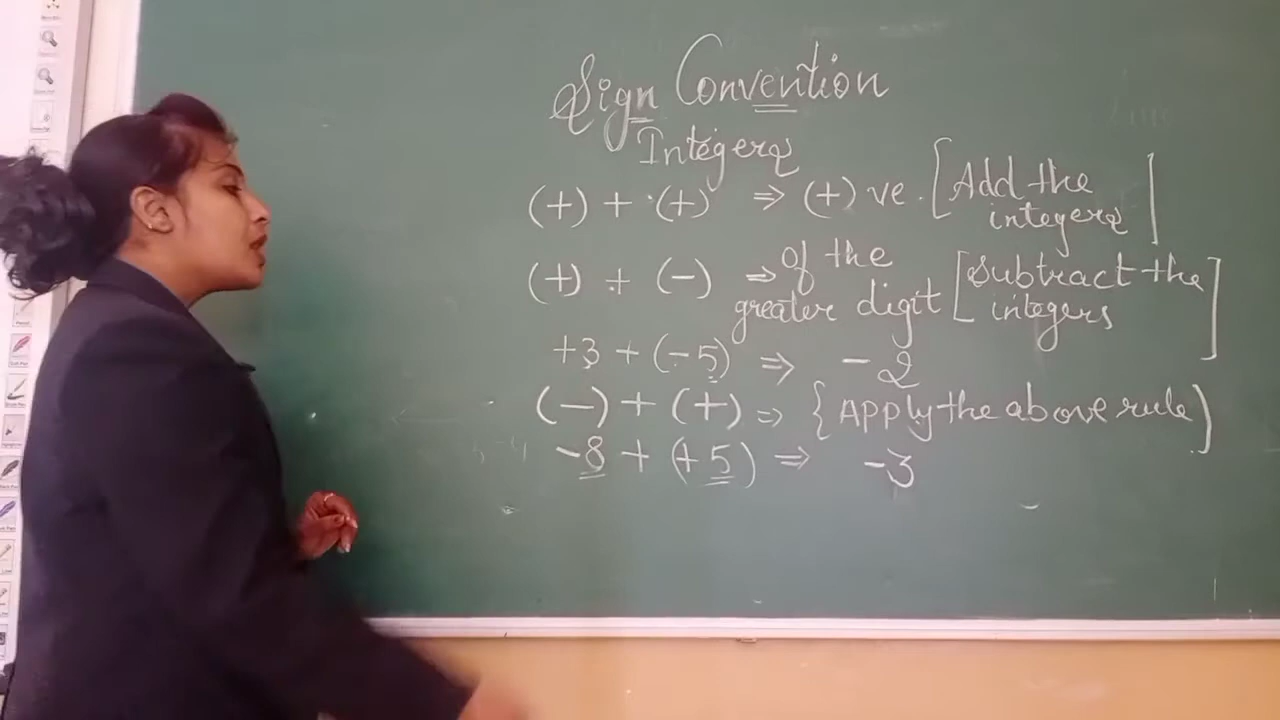 Sign Convention
Integers
(+) + (+) ⇒ (+) ve. [Add the integers]
(+) + (-) ⇒ of the greater digit [Subtract the integers]
+3 + (-5) ⇒ -2
(-) + (+) ⇒ {Apply the above rule)
-8 + (+5) ⇒ -3